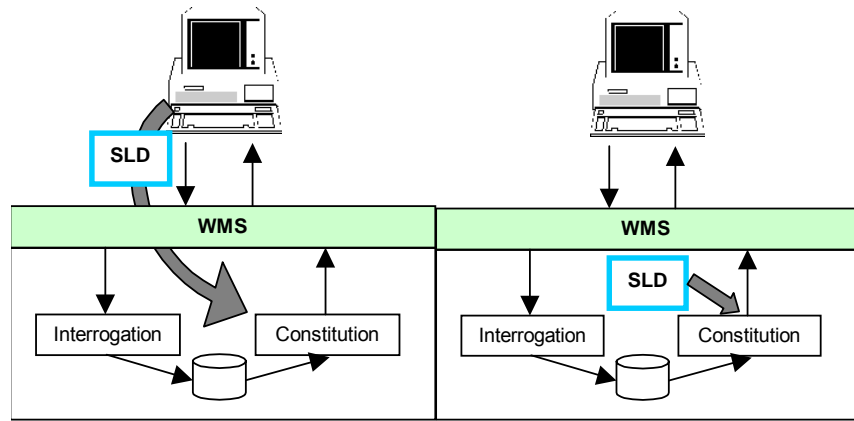 SLD
WMS
Interrogation
Constitution
WMS
SLD
Interrogation
Constitution